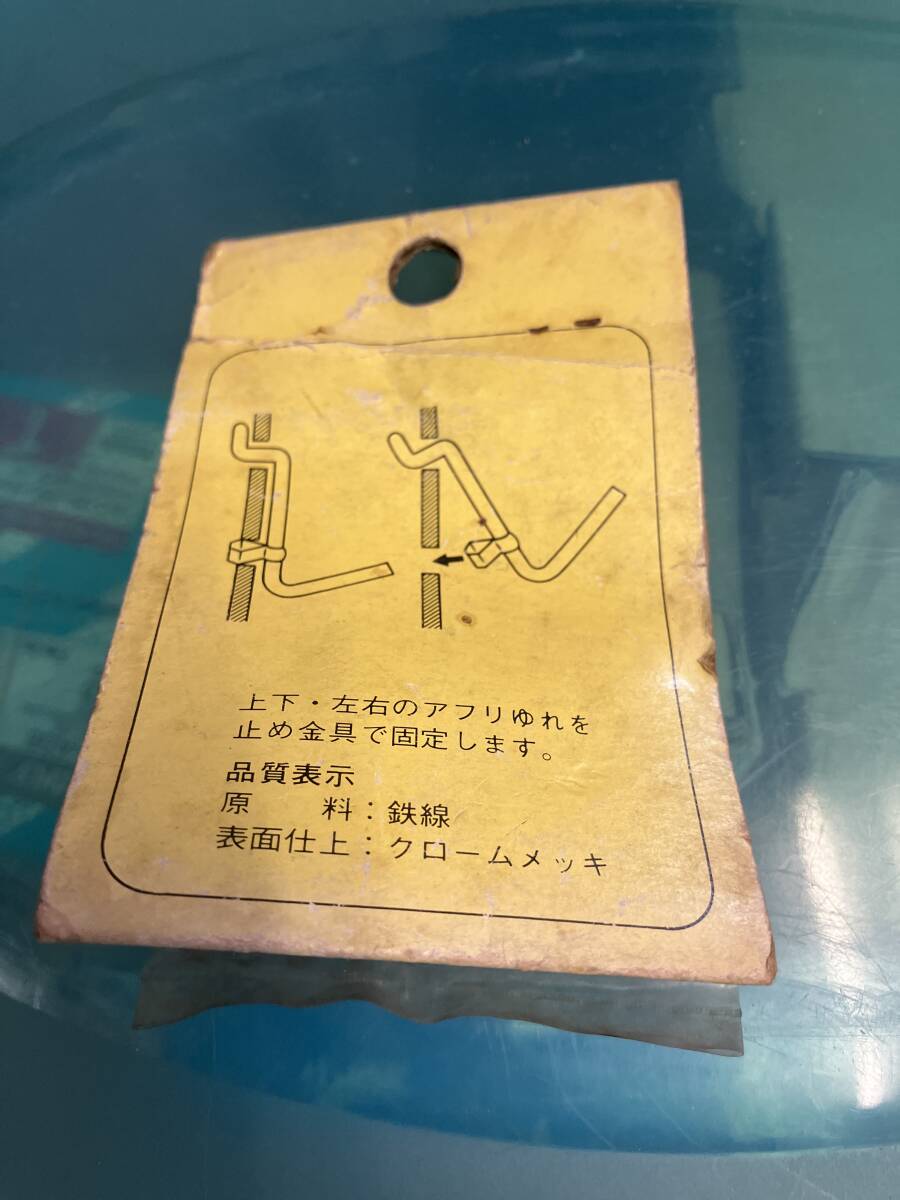 上下・左右のアフリゆれを
止め金具で固定します。
品質表示
原　　料：鉄線
表面仕上：クロームメッキ